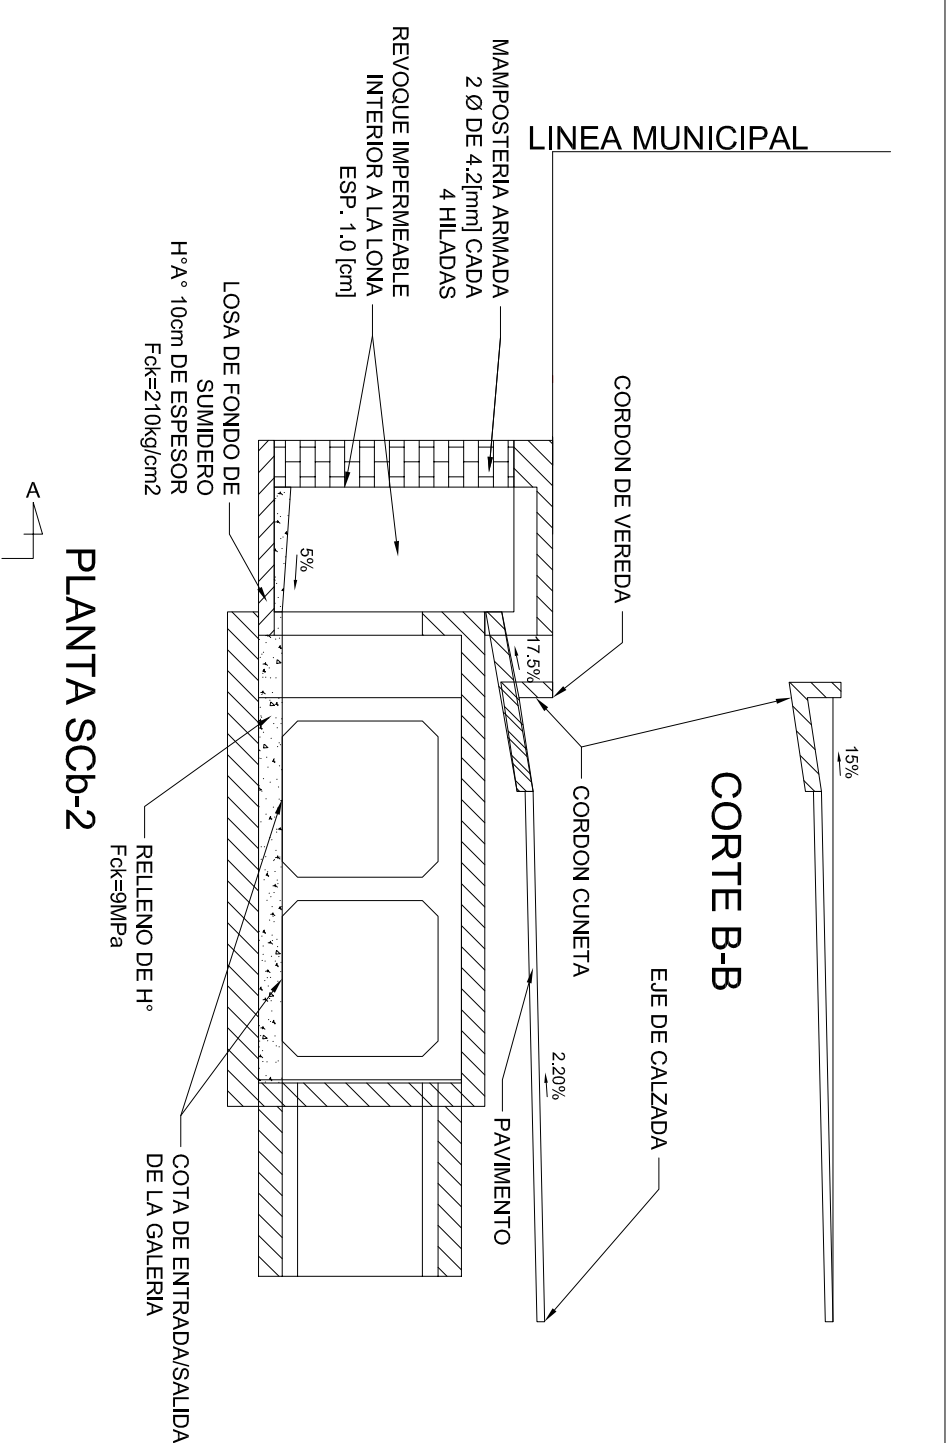 LINEA MUNICIPAL
MAMPOSTERIA ARMADA
2 Ø DE 4.2[mm] CADA
4 HILADAS
REVOQUE IMPERMEABLE
INTERIOR A LA LONA
ESP. 1.0 [cm]
LOSA DE FONDO DE
SUMIDERO
H°A° 10cm DE ESPESOR
Fck=210kg/cm2
CORDON DE VEREDA
15%
CORTE B-B
17.5%
5%
CORDON CUNETA
EJE DE CALZADA
2.20%
PAVIMENTO
RELLENO DE H°
Fck=9MPa
COTA DE ENTRADA/SALIDA
DE LA GALERIA
A
PLANTA SCb-2